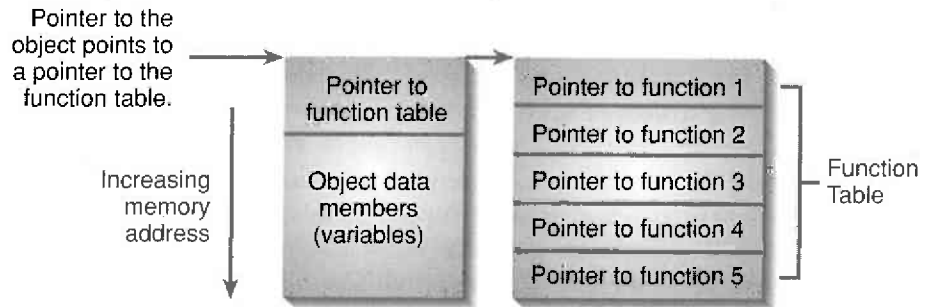 Pointer to the
object points to
a pointer to the
function table.
Increasing
memory
address
Pointer to
function table
Object data
members
(variables)
Pointer to function 1
Pointer to function 2
Pointer to function 3
Pointer to function 4
Pointer to function 5
Function
Table